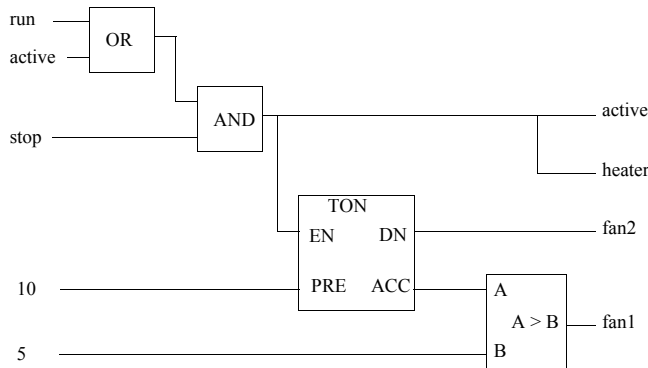 run
OR
active
AND
active
stop
heater
TON
EN DN
fan2
10
PRE ACC
A
A > B
fan1
5
B